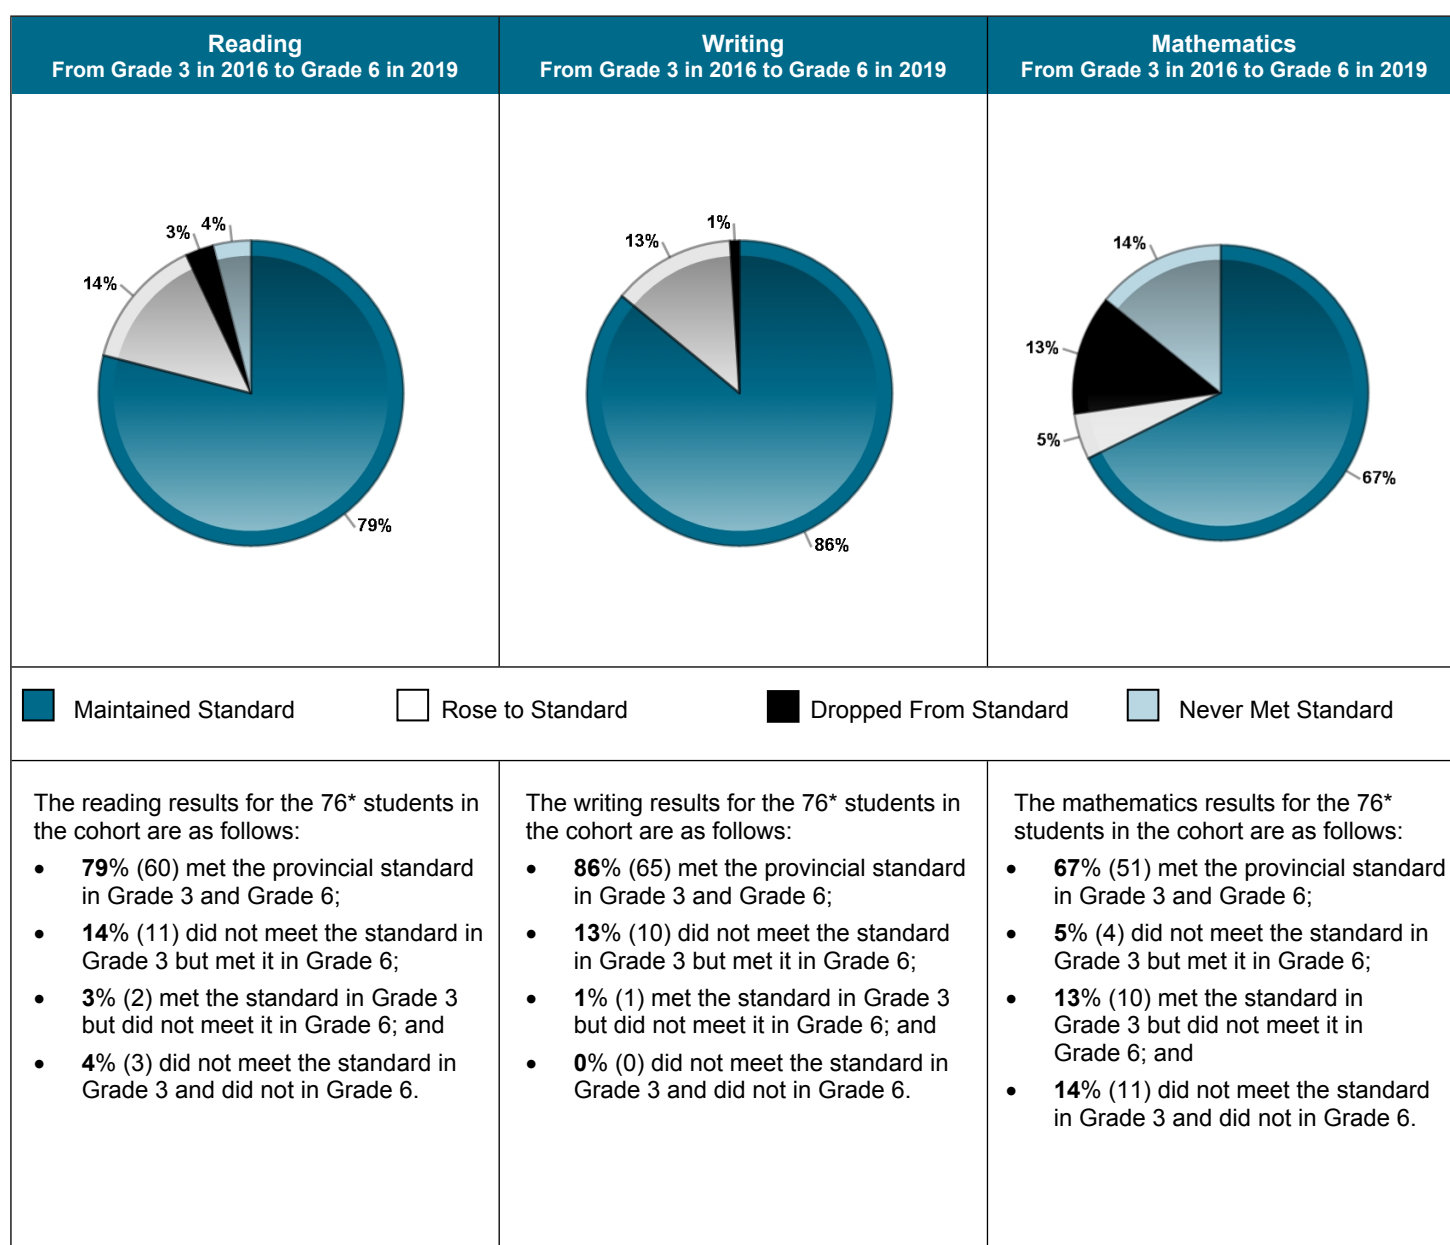 Reading
From Grade 3 in 2016 to Grade 6 in 2019
Writing
From Grade 3 in 2016 to Grade 6 in 2019
Mathematics
From Grade 3 in 2016 to Grade 6 in 2019
3%
4%
14%
79%
13%
1%
86%
14%
13%
5%
67%
Maintained Standard
Rose to Standard
Dropped From Standard
Never Met Standard
The reading results for the 76* students in
the cohort are as follows:
• 79% (60) met the provincial standard
in Grade 3 and Grade 6;
• 14% (11) did not meet the standard in
Grade 3 but met it in Grade 6;
• 3% (2) met the standard in Grade 3
but did not meet it in Grade 6; and
• 4% (3) did not meet the standard in
Grade 3 and did not in Grade 6.
The writing results for the 76* students in
the cohort are as follows:
• 86% (65) met the provincial standard
in Grade 3 and Grade 6;
• 13% (10) did not meet the standard
in Grade 3 but met it in Grade 6;
• 1% (1) met the standard in Grade 3
but did not meet it in Grade 6; and
• 0% (0) did not meet the standard in
Grade 3 and did not in Grade 6.
The mathematics results for the 76*
students in the cohort are as follows:
• 67% (51) met the provincial standard
in Grade 3 and Grade 6;
• 5% (4) did not meet the standard in
Grade 3 but met it in Grade 6;
• 13% (10) met the standard in
Grade 3 but did not meet it in
Grade 6; and
• 14% (11) did not meet the standard
in Grade 3 and did not in Grade 6.